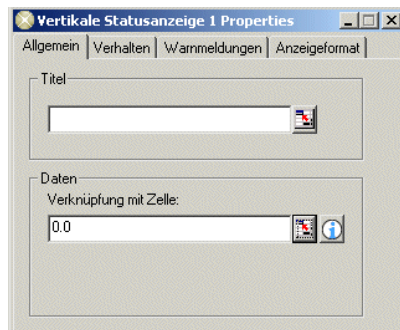 Vertikale Statusanzeige 1 Properties
Allgemein Verhalten Warnmeldungen Anzeigeformat
Titel
Daten
Verknüpfung mit Zelle:
0.0